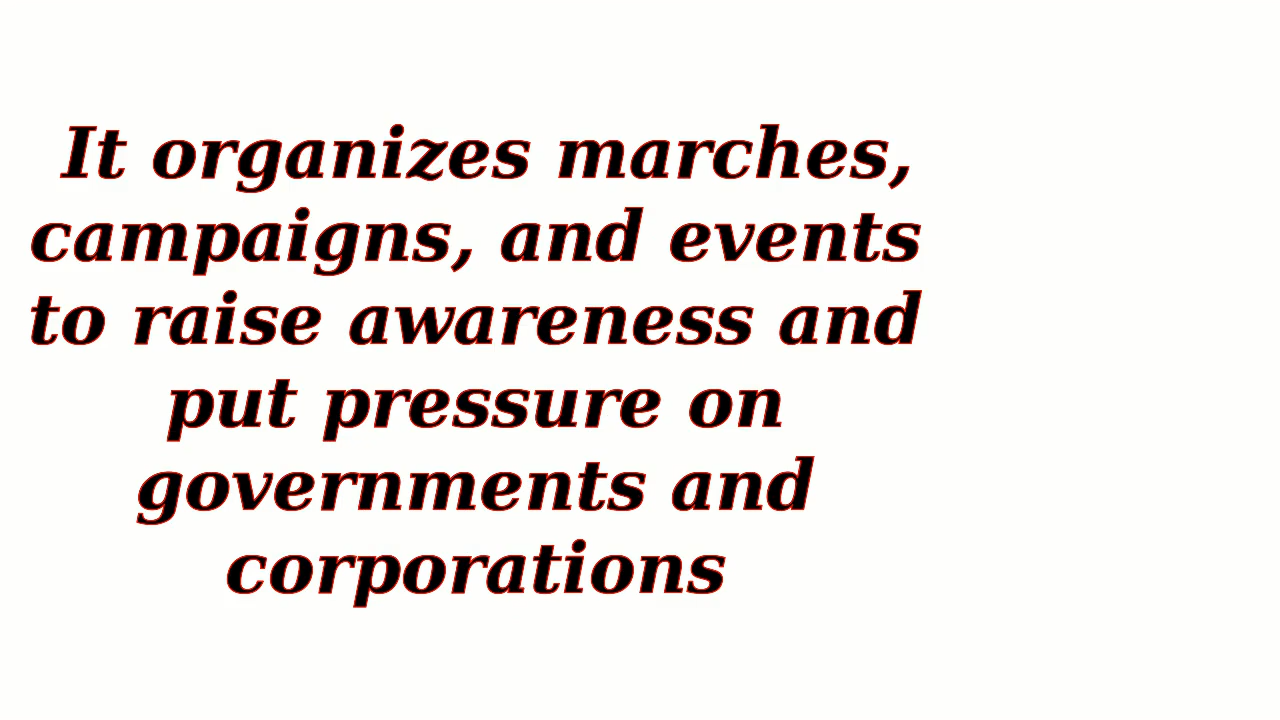 It organizes marches,
campaigns, and events
to raise awareness and
put pressure on
governments and
corporations